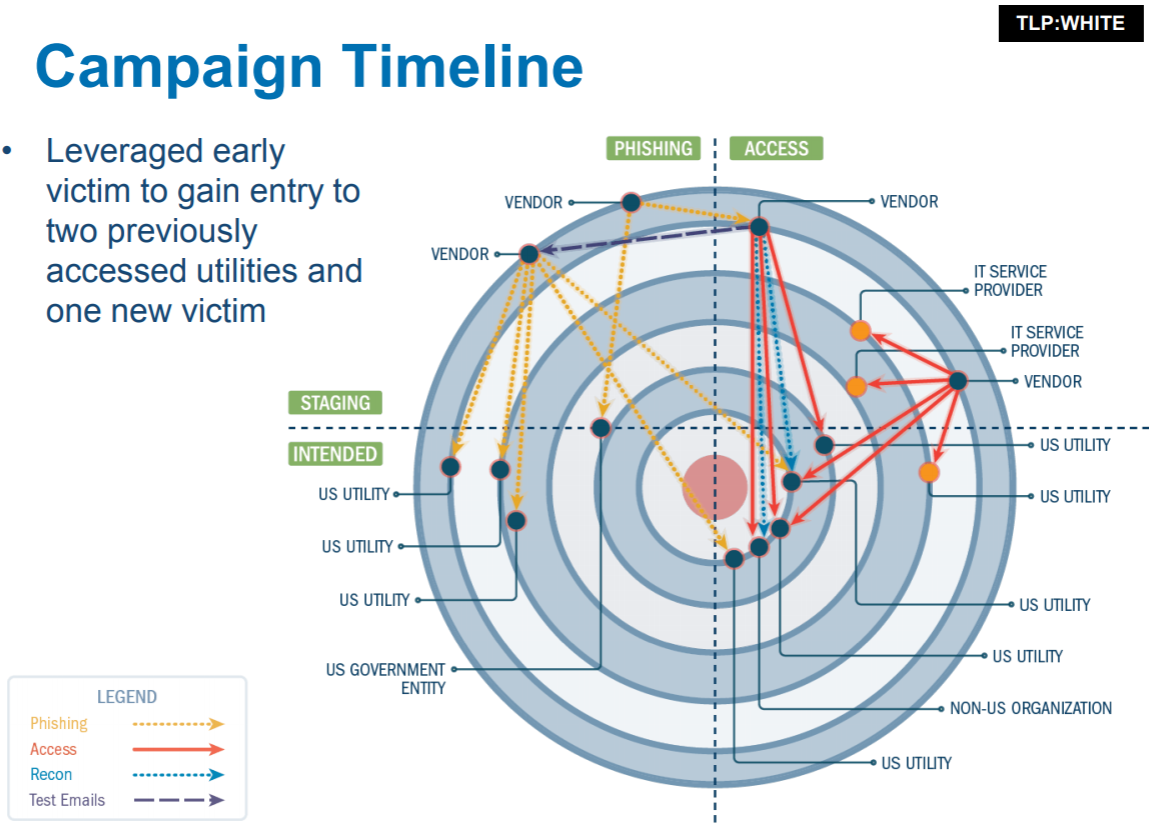 TLP:WHITE
Campaign Timeline
• Leveraged early
victim to gain entry to
two previously
accessed utilities and
one new victim
PHISHING
ACCESS
VENDOR
VENDOR
VENDOR
IT SERVICE
PROVIDER
IT SERVICE
PROVIDER
VENDOR
STAGING
INTENDED
US UTILITY
US UTILITY
US UTILITY
US UTILITY
US UTILITY
US UTILITY
US UTILITY
US GOVERNMENT
ENTITY
NON-US ORGANIZATION
US UTILITY
LEGEND
Phishing
Access
Recon
Test Emails